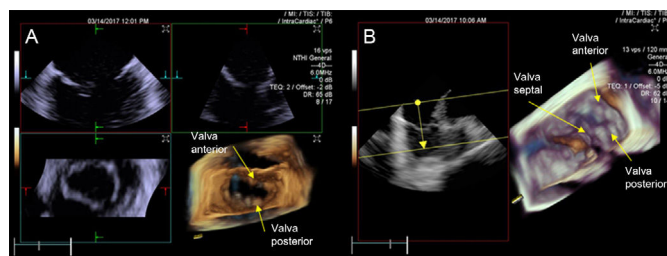 A
03/14/2017 12:01 PM
/ MI: / TIS: / TIB:
/ IntraCardiac* / P6
16 vps
NTHI General
---4D---
6.0MHz
0 dB
TEQ: 2 / Offset: -2 dB
DR: 65 dB
8 / 17
Valva
anterior
Valva
posterior
B
03/14/2017 10:06 AM
/ MI: / TIS: / TIB:
/ IntraCardiac* / P6
13 vps / 120 mm
General
---4D---
6.0MHz
0 dB
TEQ: 1 / Offset: -5 dB
DR: 62 dB
Valva
anterior
Valva
septal
Valva
posterior